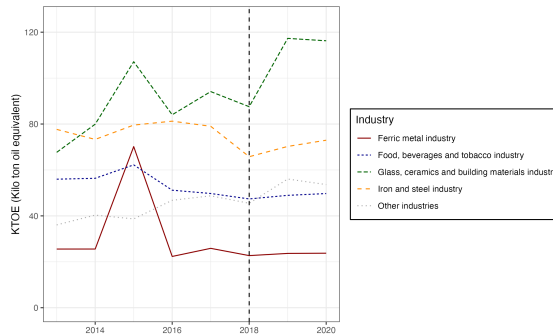 KTOE (Kilo ton oil equivalent)
120
80
40
0
2014
2016
2018
2020
Industry
Ferric metal industry
Food, beverages and tobacco industry
Glass, ceramics and building materials industr
Iron and steel industry
Other industries